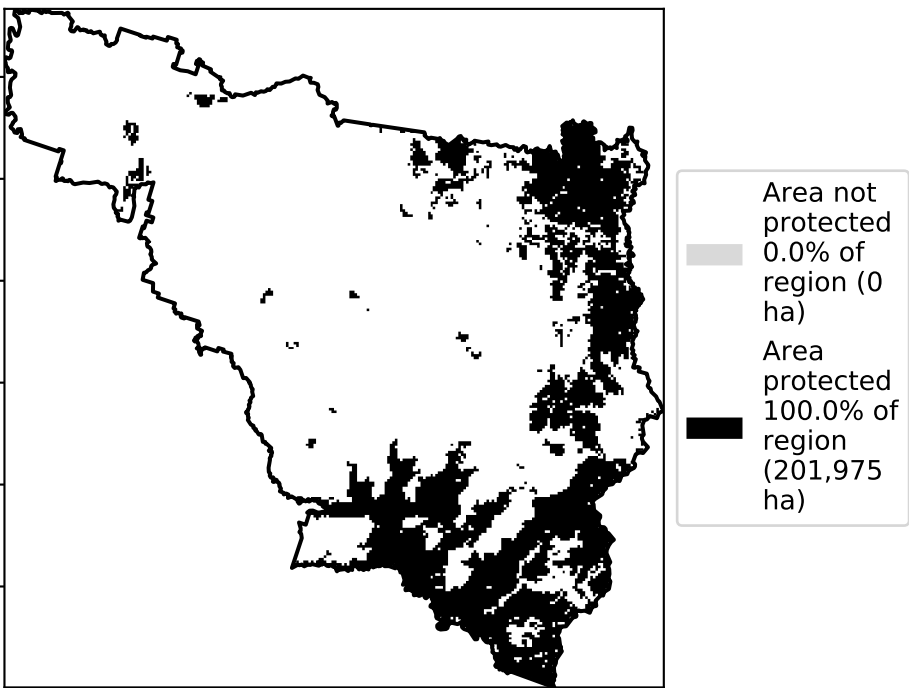 Area not
protected
0.0% of
region (0
ha)
Area
protected
100.0% of
region
(201,975
ha)